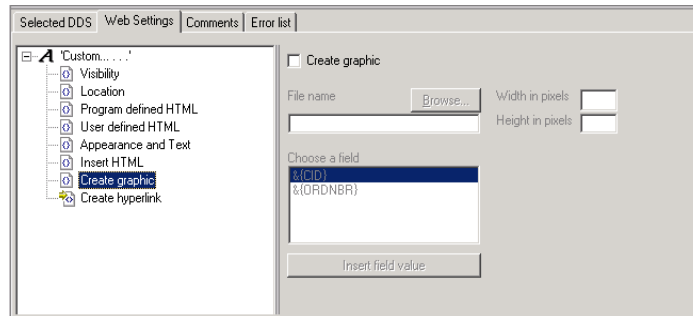 Selected DDS Web Settings Comments Error list
A 'Custom... . . .'
Visibility
Location
Program defined HTML
User defined HTML
Appearance and Text
Insert HTML
Create graphic
Create hyperlink
Create graphic
File name Browse... Width in pixels
Height in pixels
Choose a field
&{CID}
&{ORDNBR}
Insert field value